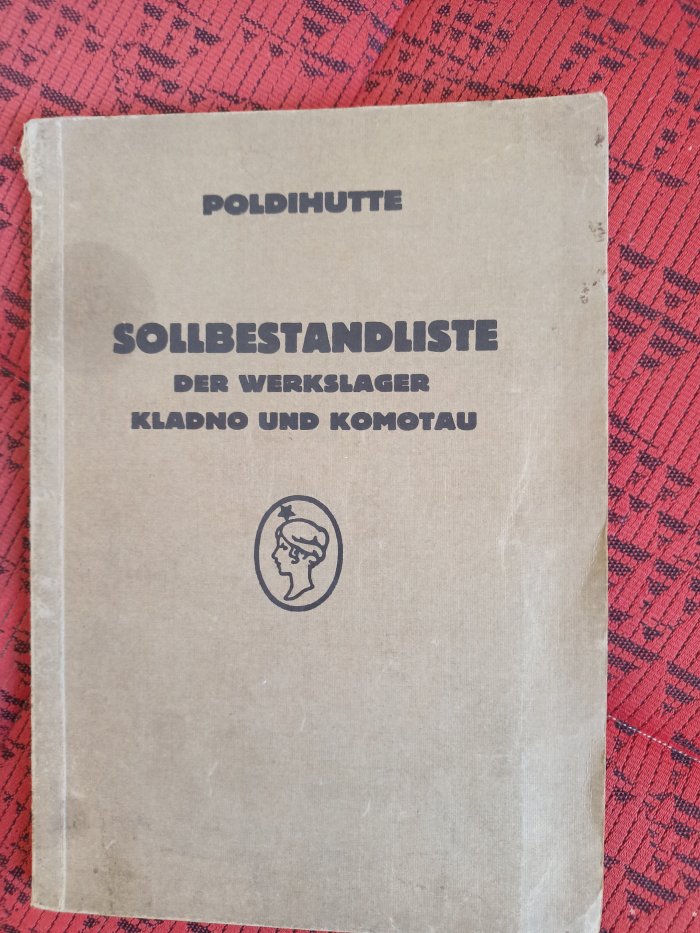 POLDIHUTTE
SOLLBESTANDLISTE
DER WERKSLAGER
KLADNO UND KOMOTAU